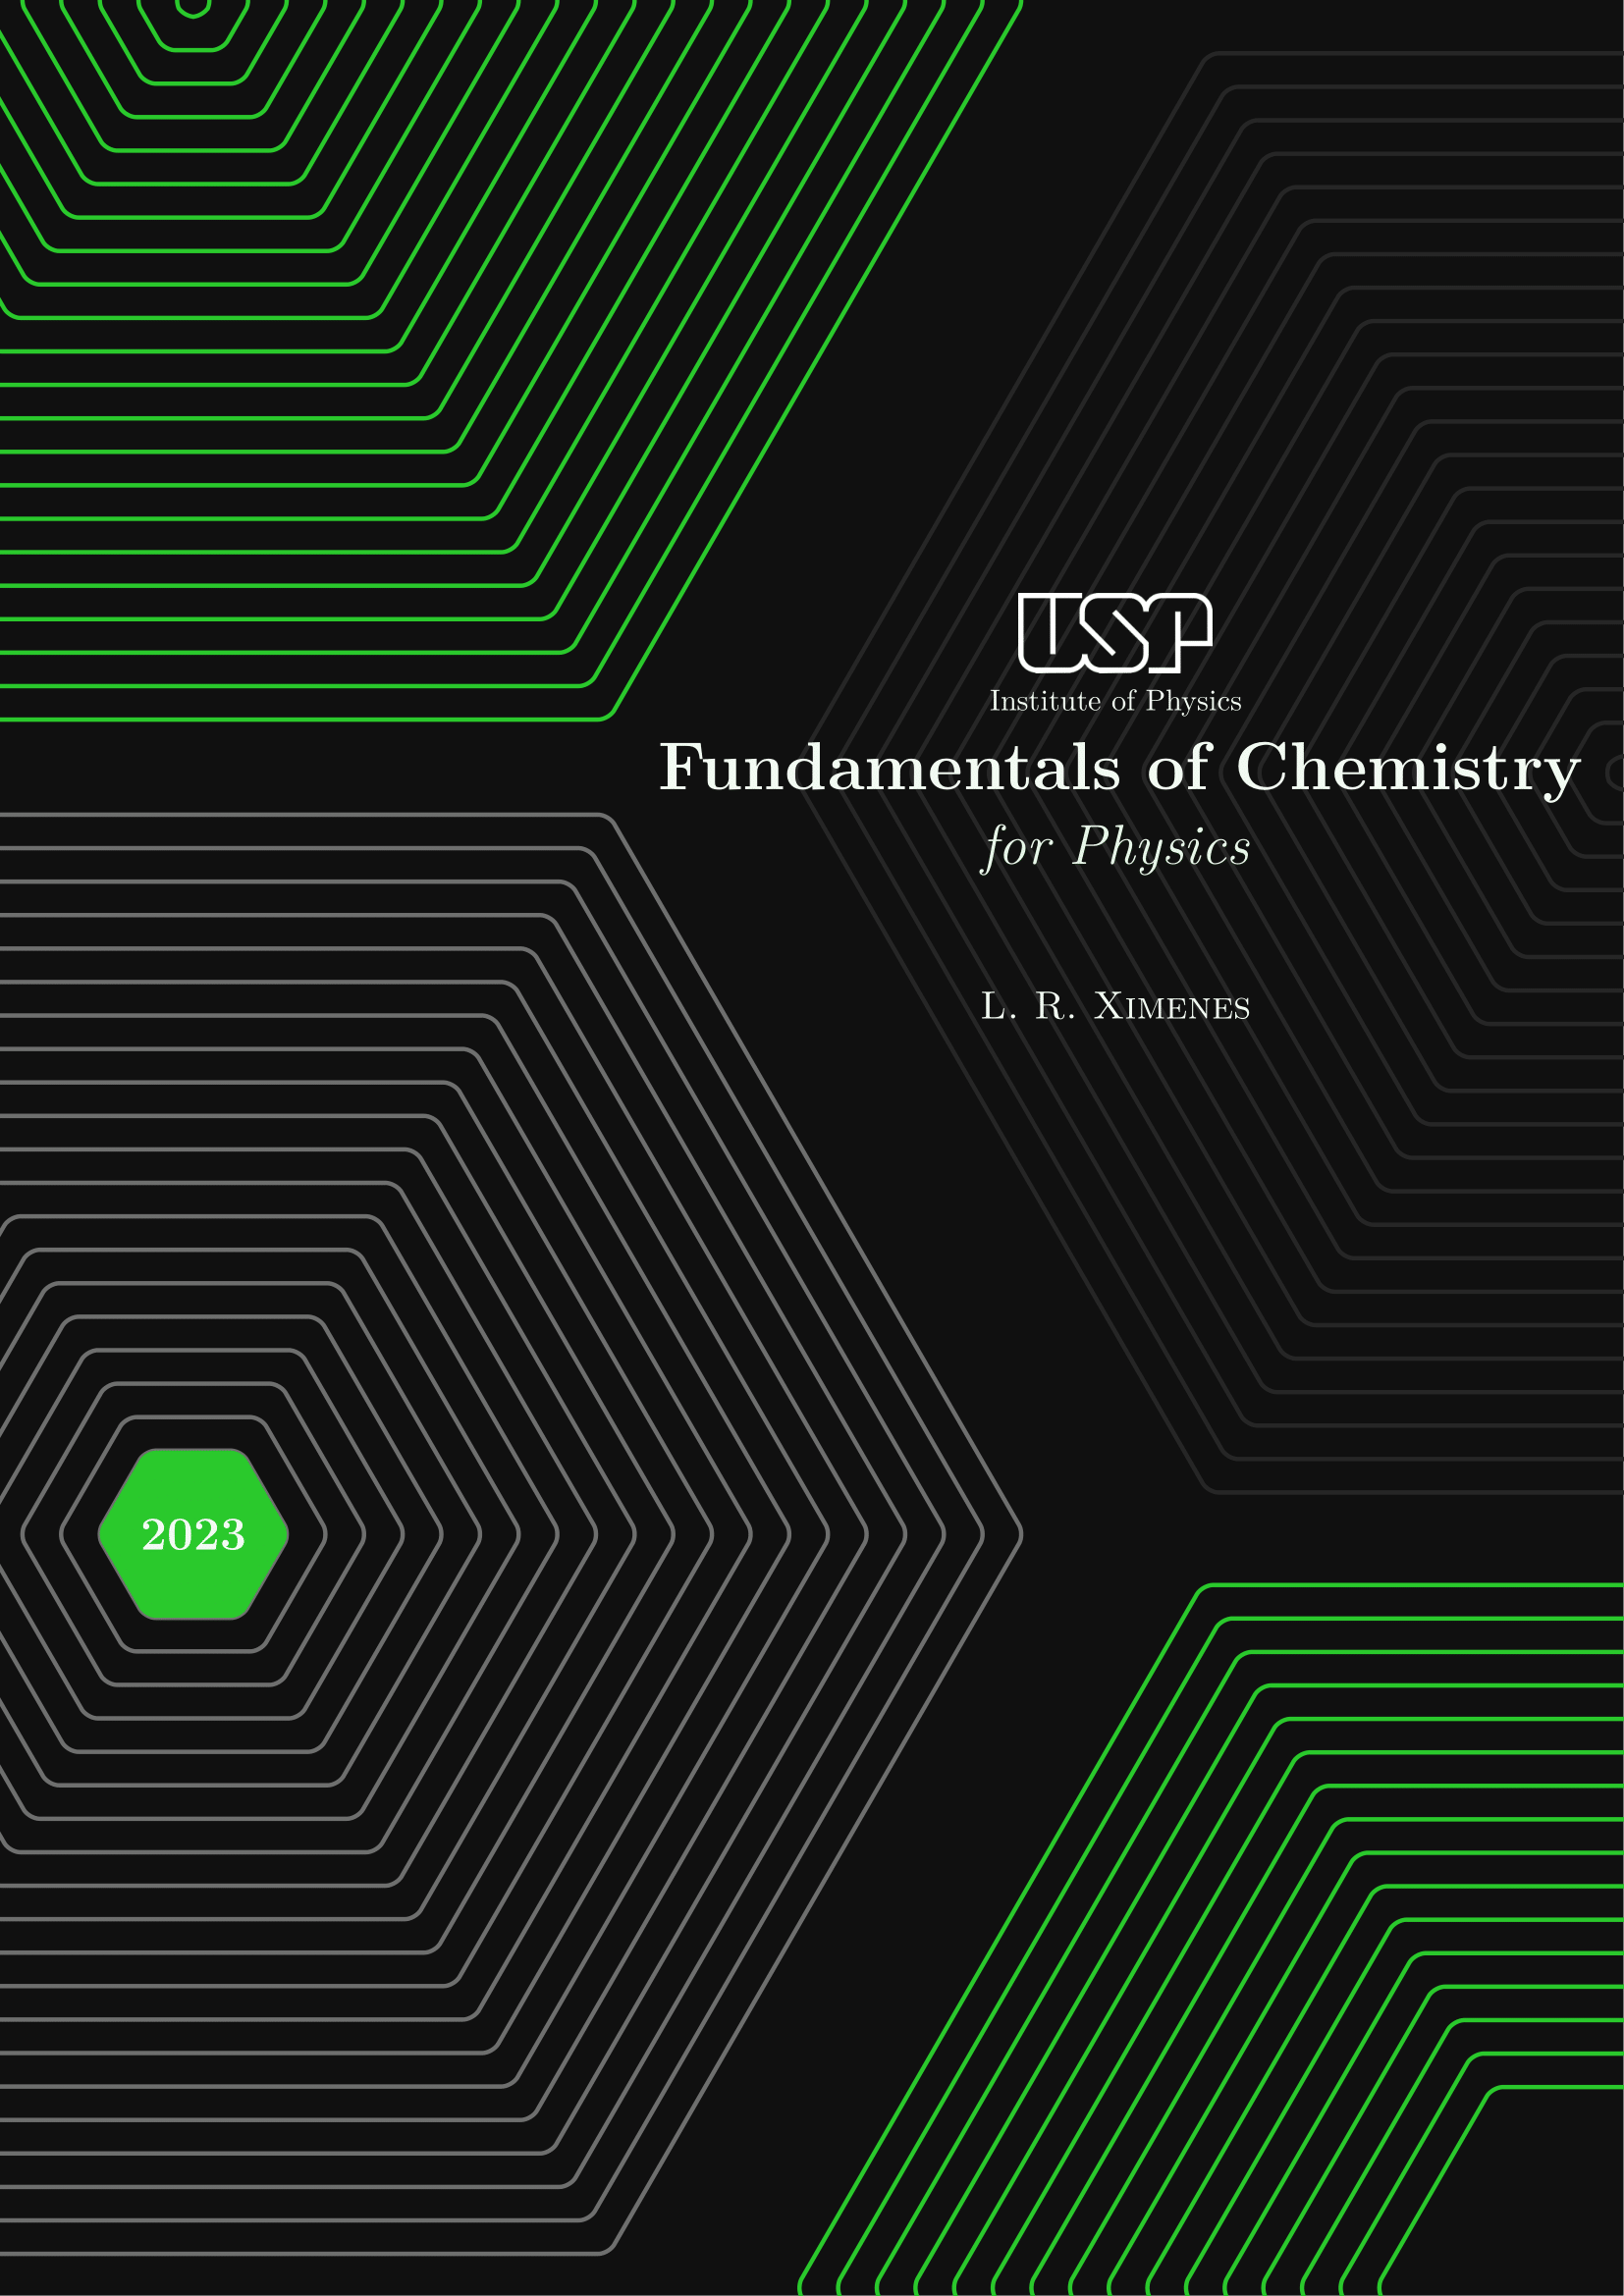 USP
Institute of Physics
Fundamentals of Chemistry
for Physics
L. R. Ximenes
2023